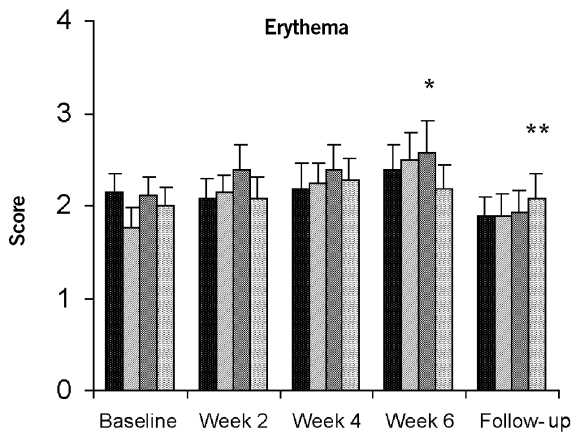 Erythema
Score
4
3
2
1
0
*
**
Baseline
Week 2
Week 4
Week 6
Follow-up